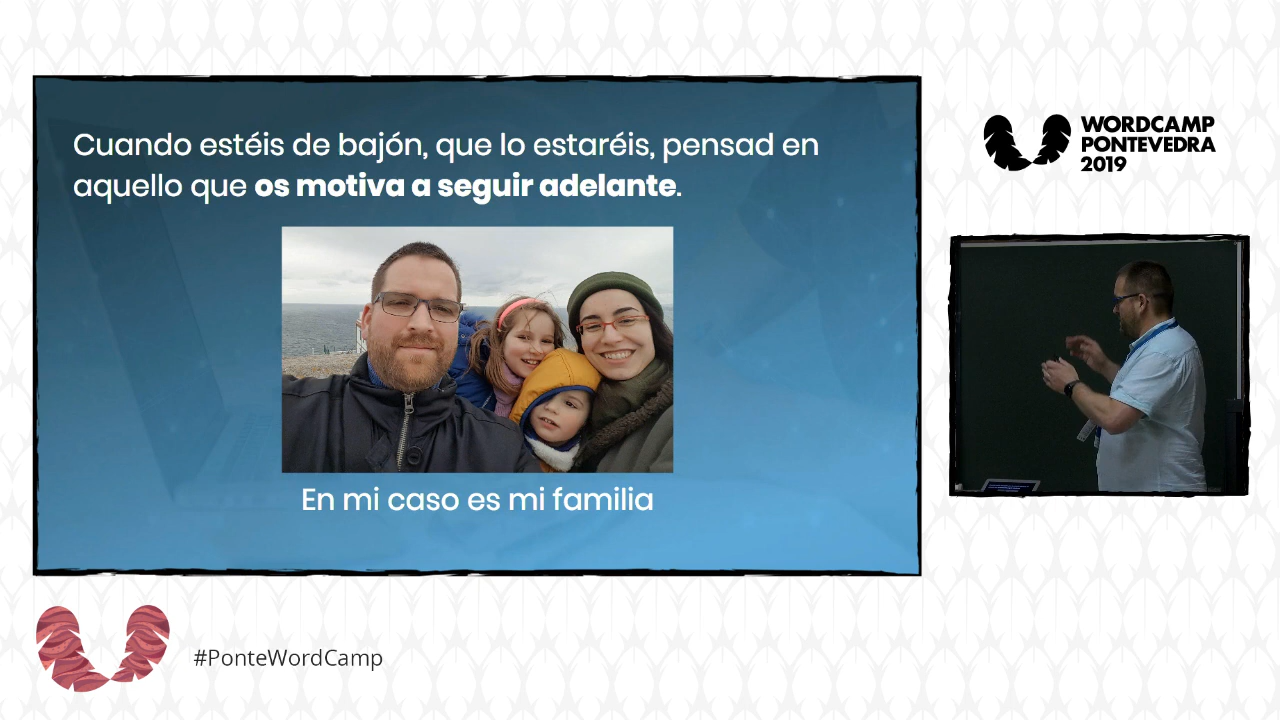 Cuando estéis de bajón, que lo estaréis, pensad en
aquello que os motiva a seguir adelante.
En mi caso es mi familia
WORDCAMP
PONTEVEDRA
2019
#PonteWordCamp